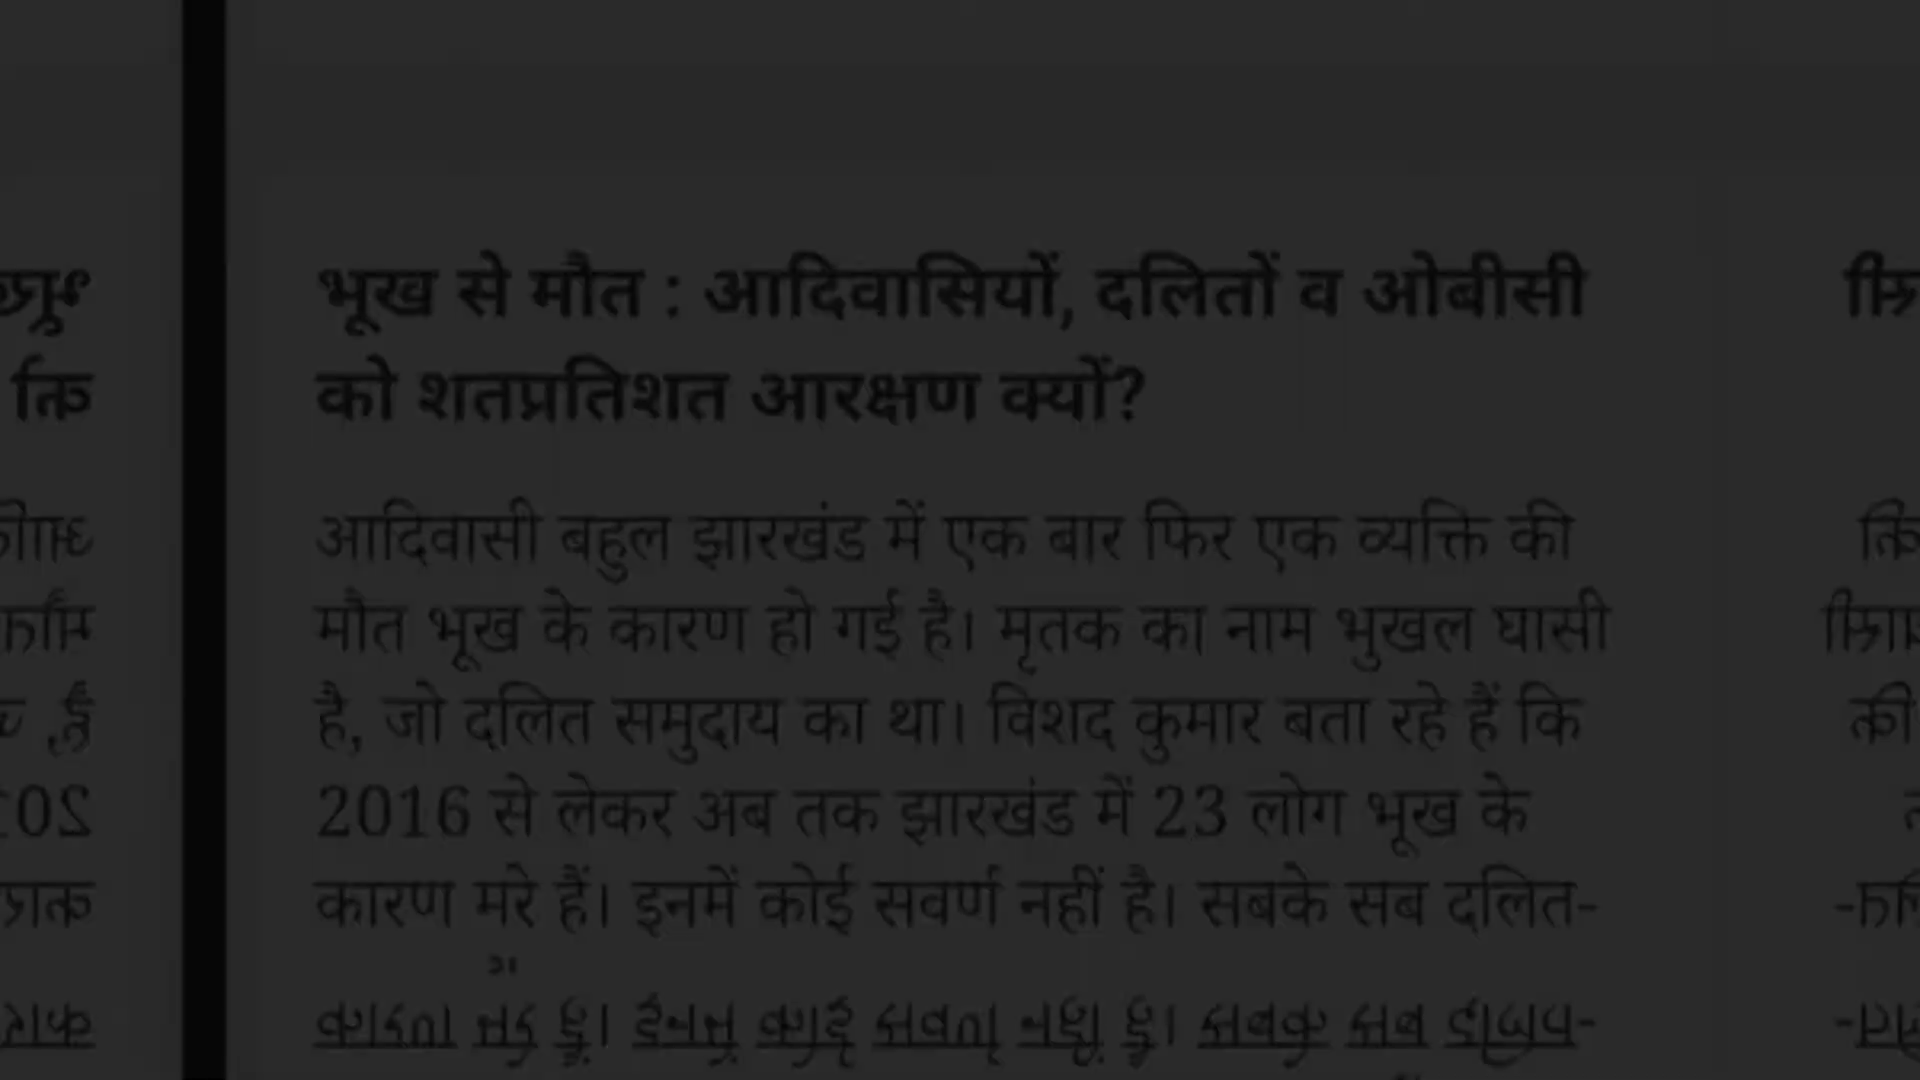 भूख से मौत : आदिवासियों, दलितों व ओबीसी
को शतप्रतिशत आरक्षण क्यों?
आदिवासी बहुल झारखंड में एक बार फिर एक व्यक्ति की
मौत भूख के कारण हो गई है। मृतक का नाम भुखल घासी
है, जो दलित समुदाय का था। विशद कुमार बता रहे हैं कि
2016 से लेकर अब तक झारखंड में 23 लोग भूख के
कारण मरे हैं। इनमें कोई सवर्ण नहीं है। सबके सब दलित-